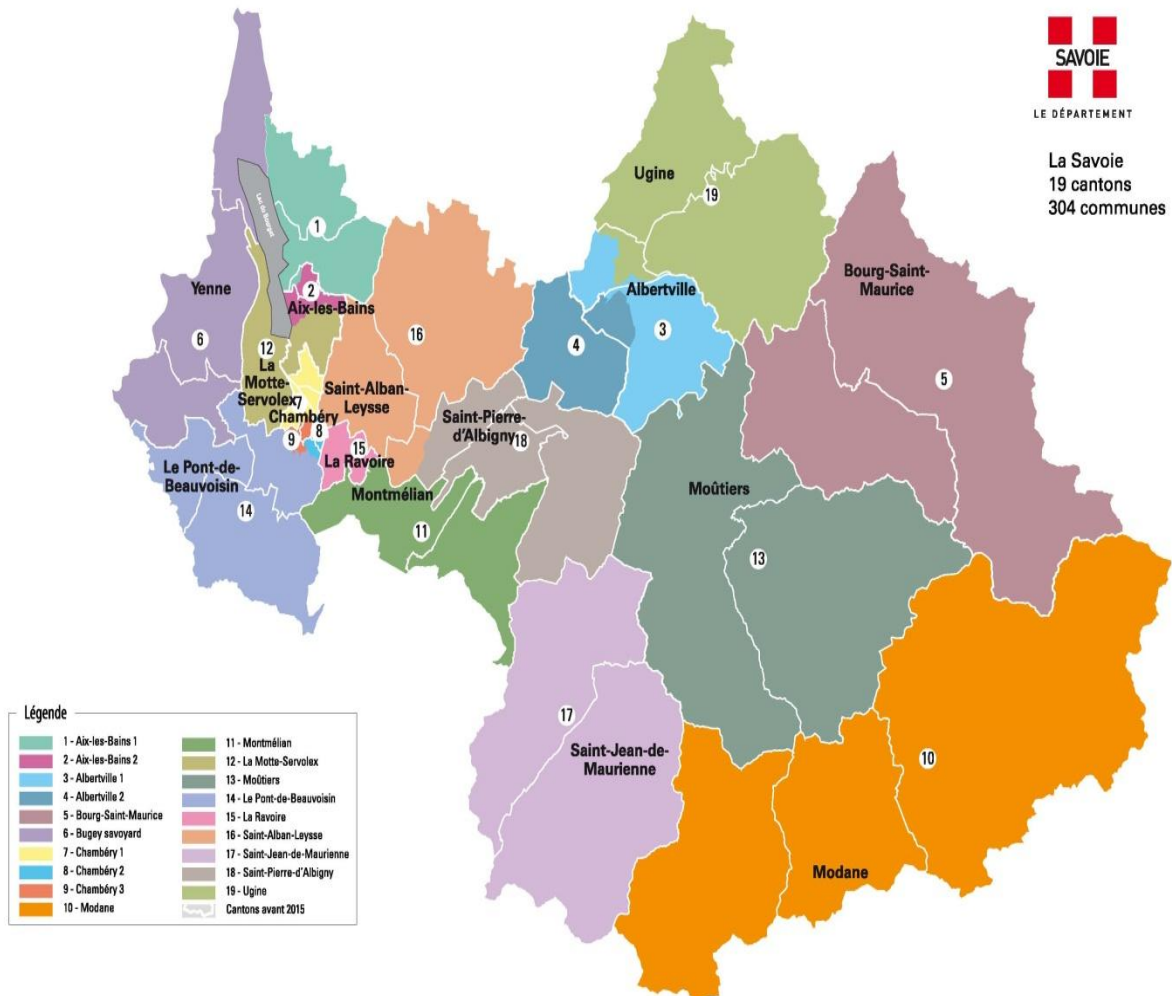 SAVOIE
LE DÉPARTEMENT
La Savoie
19 cantons
304 communes
Ugine
19
Lac du Bourget
1
Bourg-Saint-
Maurice
Yenne
2
Aix-les-Bains
Albertville
6
12
16
4
3
5
La
Motte-
Servolex
7
Chambéry
Saint-Alban-
Leysse
Saint-Pierre-
d'Albigny
18
9
8
15
La Ravoire
Le Pont-de-
Beauvoisin
14
Montmélian
11
Moûtiers
13
17
Saint-Jean-de-
Maurienne
10
Modane
Légende
1 - Aix-les-Bains 1
2 - Aix-les-Bains 2
3 - Albertville 1
4 - Albertville 2
5 - Bourg-Saint-Maurice
6 - Bugey savoyard
7 - Chambéry 1
8 - Chambéry 2
9 - Chambéry 3
10 - Modane
11 - Montmélian
12 - La Motte-Servolex
13 - Moûtiers
14 - Le Pont-de-Beauvoisin
15 - La Ravoire
16 - Saint-Alban-Leysse
17 - Saint-Jean-de-Maurienne
18 - Saint-Pierre-d'Albigny
19 - Ugine
Cantons avant 2015